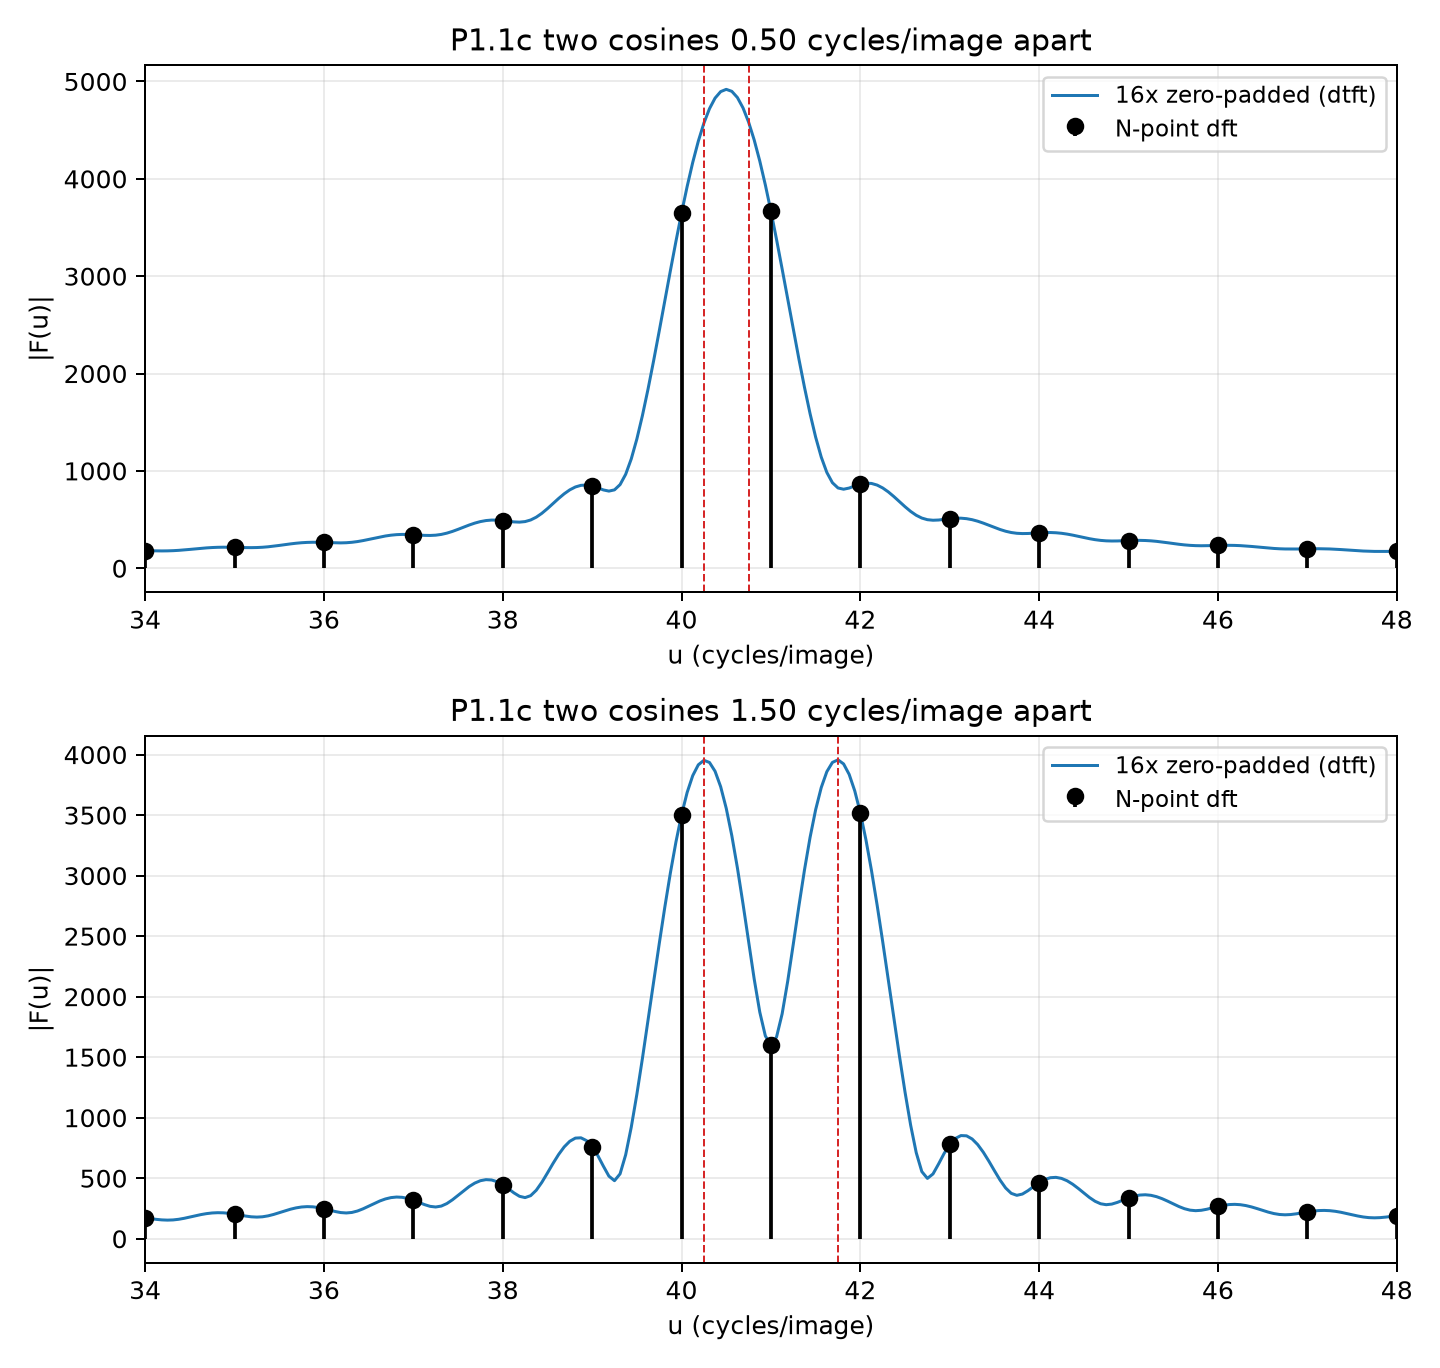 P1.1c two cosines 0.50 cycles/image apart
5000
4000
3000
2000
1000
0
|F(u)|
16x zero-padded (dtft)
N-point dft
34 36 38 40 42 44 46 48
u (cycles/image)
P1.1c two cosines 1.50 cycles/image apart
4000
3500
3000
2500
2000
1500
1000
500
0
|F(u)|
16x zero-padded (dtft)
N-point dft
34 36 38 40 42 44 46 48
u (cycles/image)